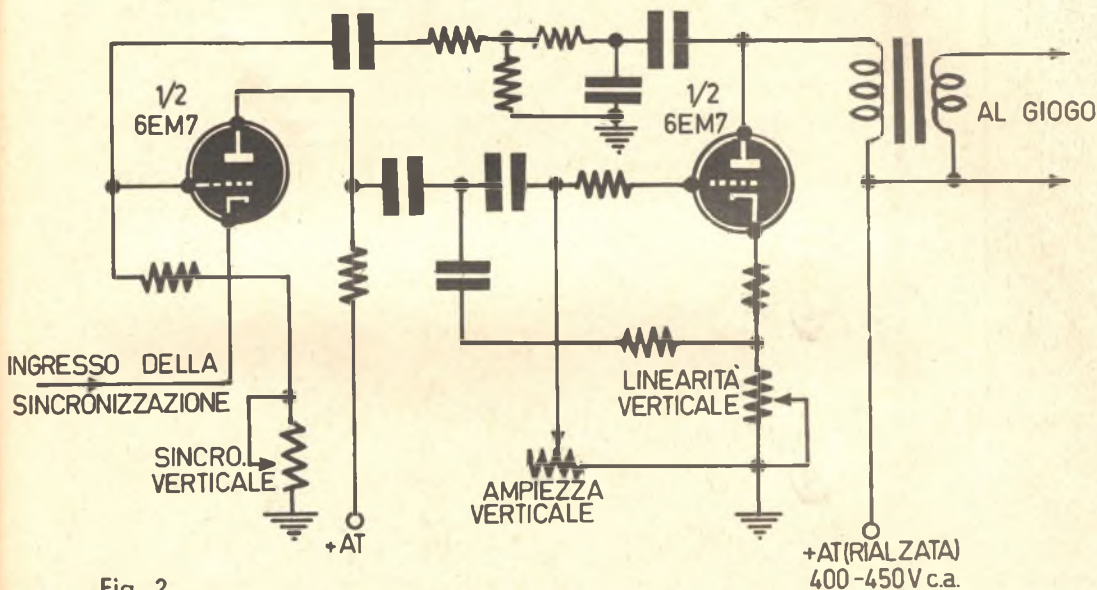 1/2
6EM7
1/2
6EM7
AL GIOGO
INGRESSO DELLA
SINCRONIZZAZIONE
LINEARITÀ
VERTICALE
SINCRO.
VERTICALE
AMPIEZZA
VERTICALE
+AT
+AT(RIALZATA)
400-450V c.a.
Fig. 2